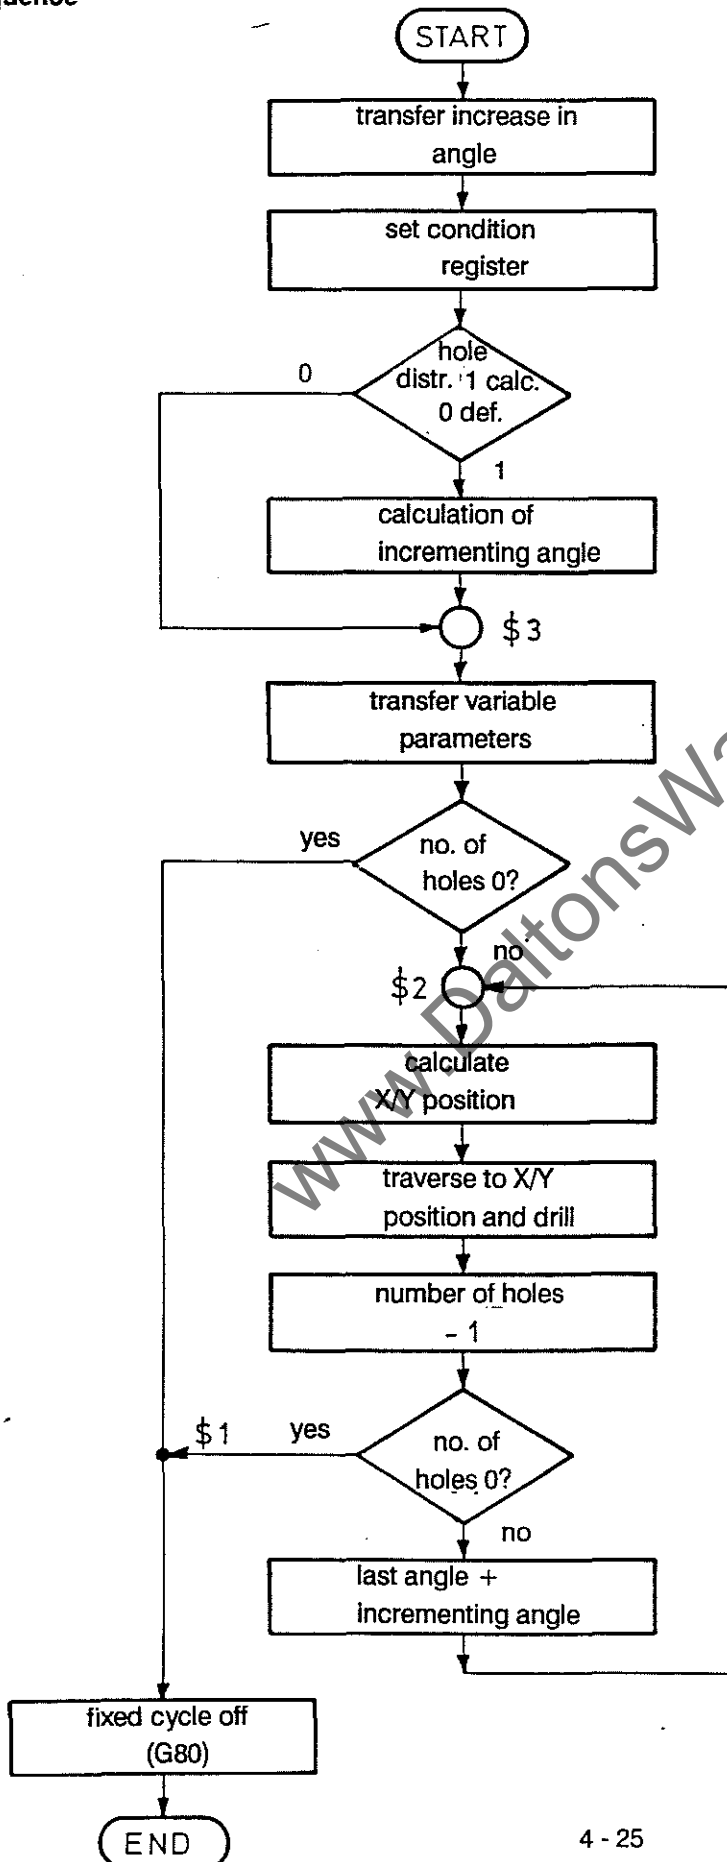 START
transfer increase in
angle
set condition
register
hole
distr. 1 calc.
0 def.
0
1
calculation of
incrementing angle
$3
transfer variable
parameters
yes
no. of
holes 0?
no
$2
calculate
X/Y position
traverse to X/Y
position and drill
number of holes
- 1
$1
yes
no. of
holes 0?
no
last angle +
incrementing angle
fixed cycle off
(G80)
END
4 - 25